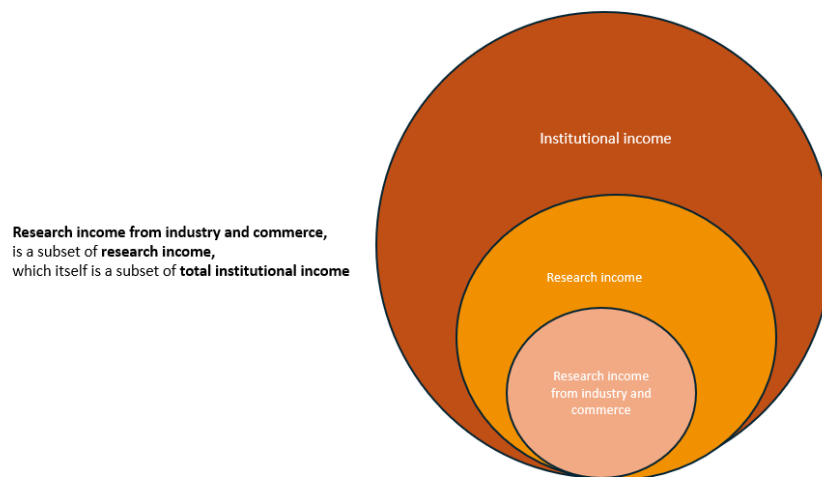 Institutional income
Research income from industry and commerce,
is a subset of research income,
which itself is a subset of total institutional income
Research income
Research income
from industry and
commerce